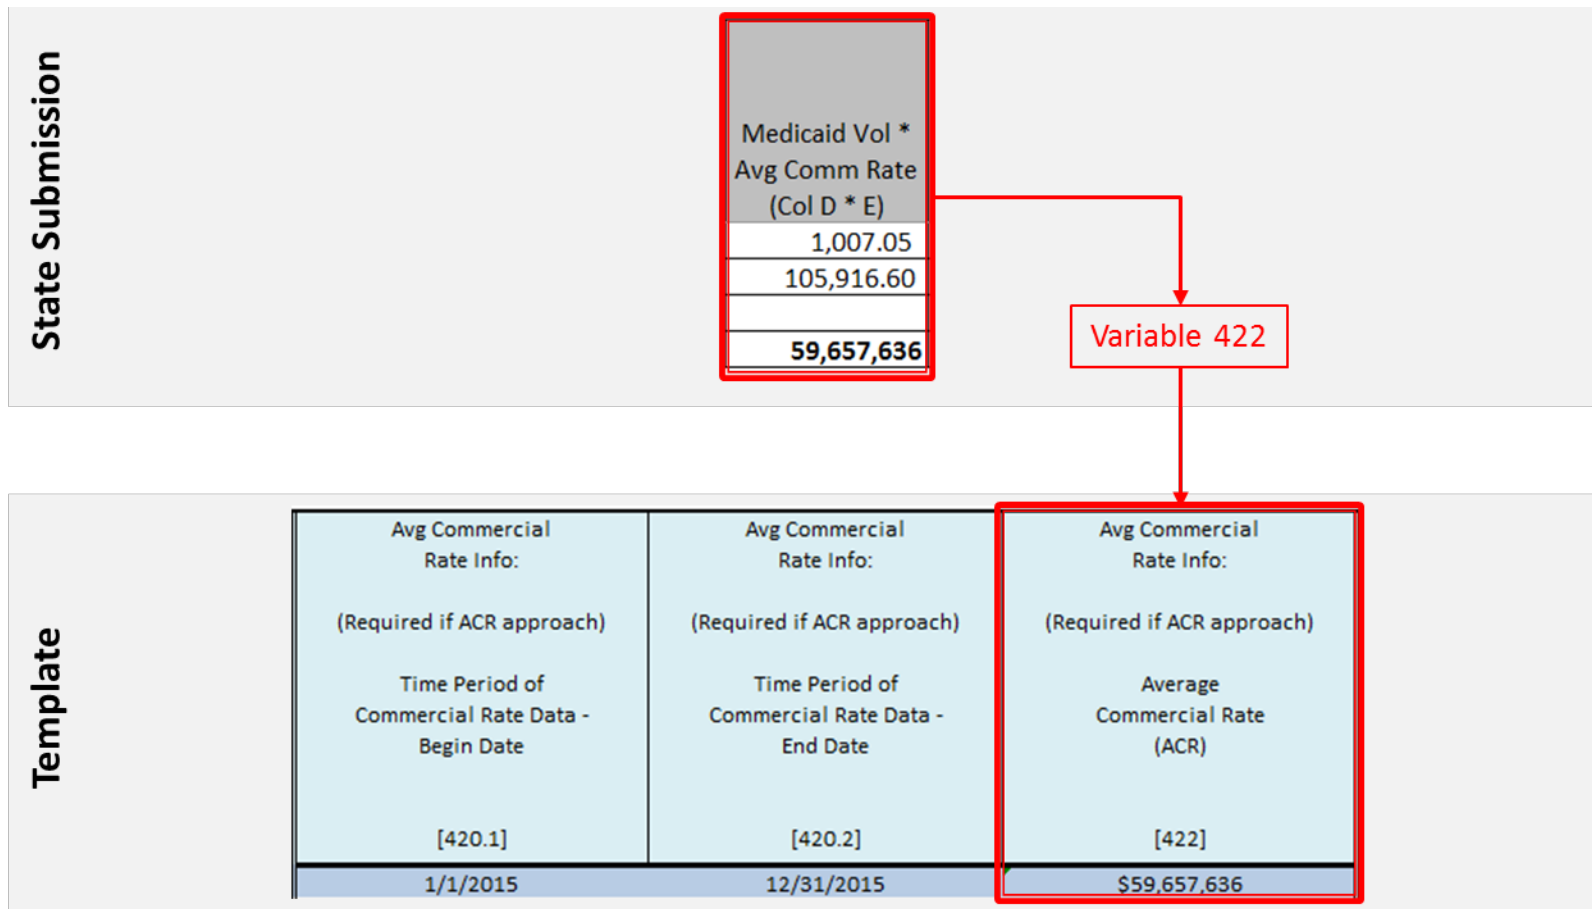 State Submission
Medicaid Vol *
Avg Comm Rate
(Col D * E)
1,007.05
105,916.60
59,657,636
Variable 422
Template
Avg Commercial
Rate Info:
(Required if ACR approach)
Time Period of
Commercial Rate Data -
Begin Date
[420.1]
1/1/2015
Avg Commercial
Rate Info:
(Required if ACR approach)
Time Period of
Commercial Rate Data -
End Date
[420.2]
12/31/2015
Avg Commercial
Rate Info:
(Required if ACR approach)
Average
Commercial Rate
(ACR)
[422]
$59,657,636